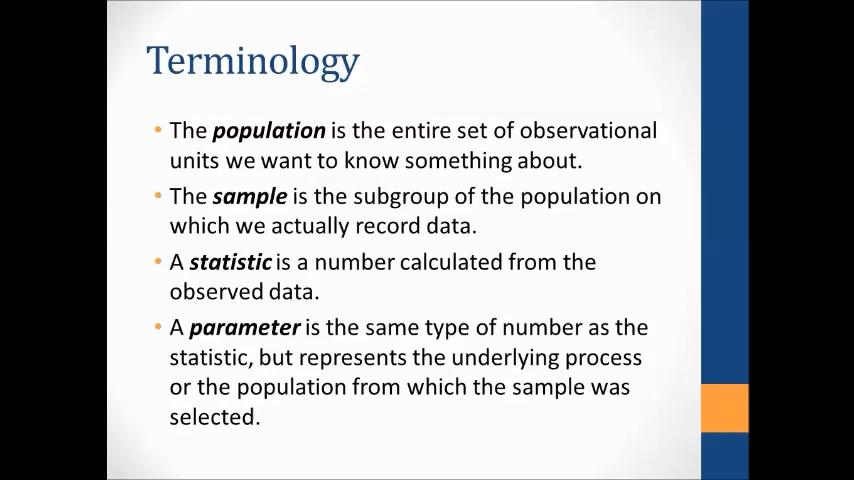 Terminology
• The population is the entire set of observational
units we want to know something about.
• The sample is the subgroup of the population on
which we actually record data.
• A statistic is a number calculated from the
observed data.
• A parameter is the same type of number as the
statistic, but represents the underlying process
or the population from which the sample was
selected.